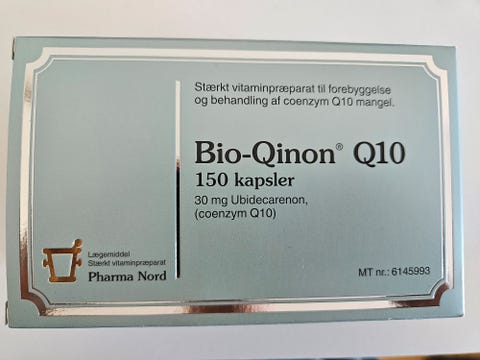 Stærkt vitaminpræparat til forebyggelse
og behandling af coenzym Q10 mangel.
Bio-Qinon® Q10
150 kapsler
30 mg Ubidecarenon,
(coenzym Q10)
Lægemiddel
Stærkt vitaminpræparat
Pharma Nord
MT nr.: 6145993